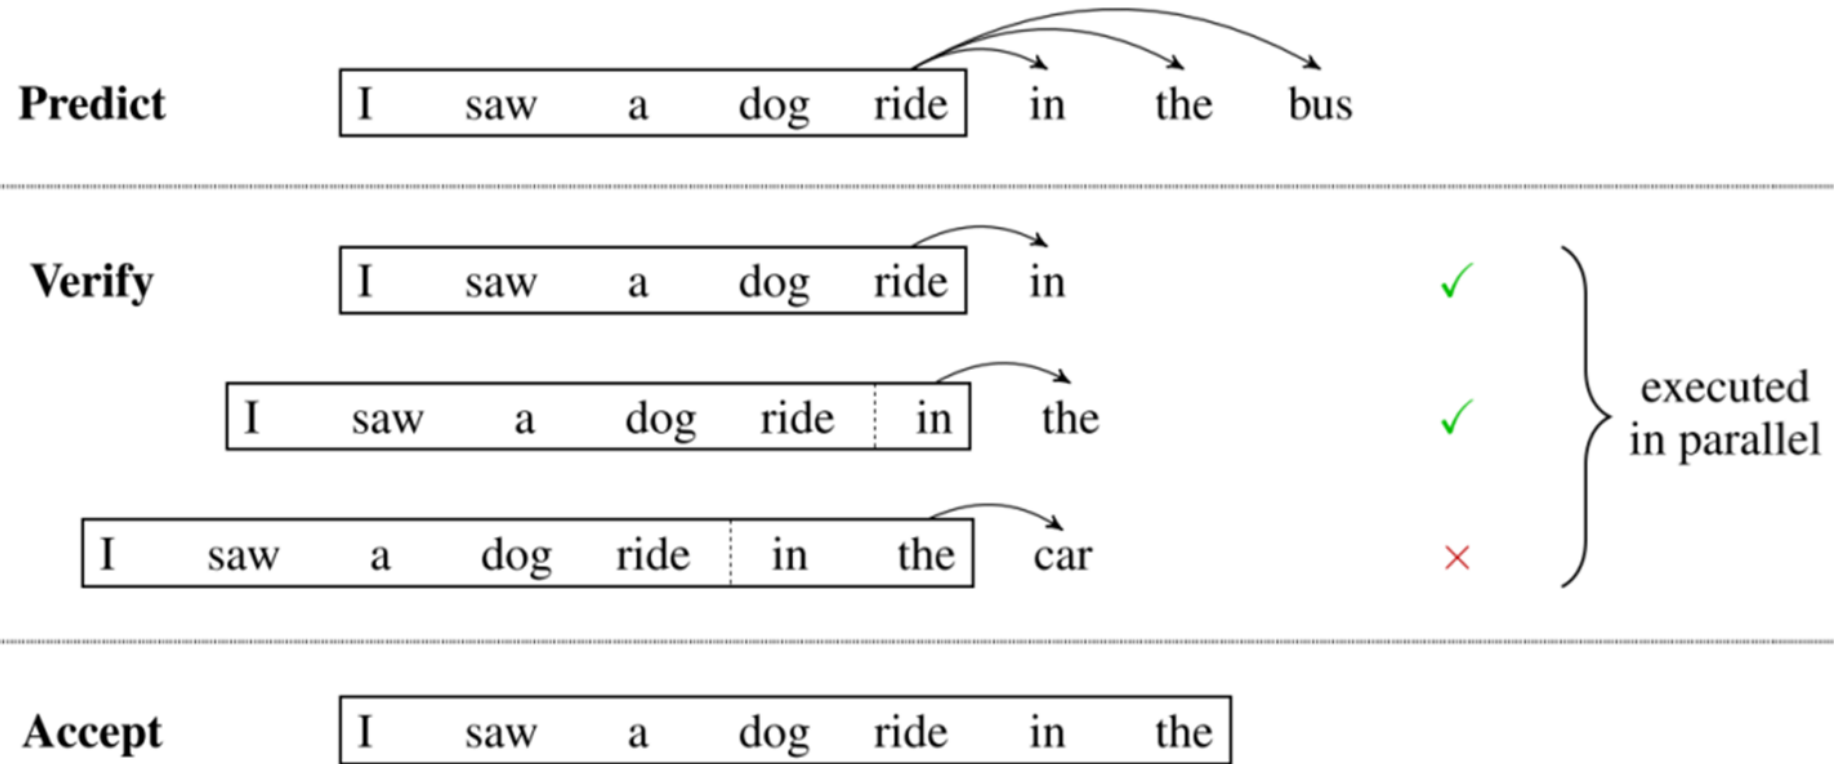 Predict I saw a dog ride in the bus
Verify I saw a dog ride in
I saw a dog ride in the
I saw a dog ride in the car
executed
in parallel
Accept I saw a dog ride in the